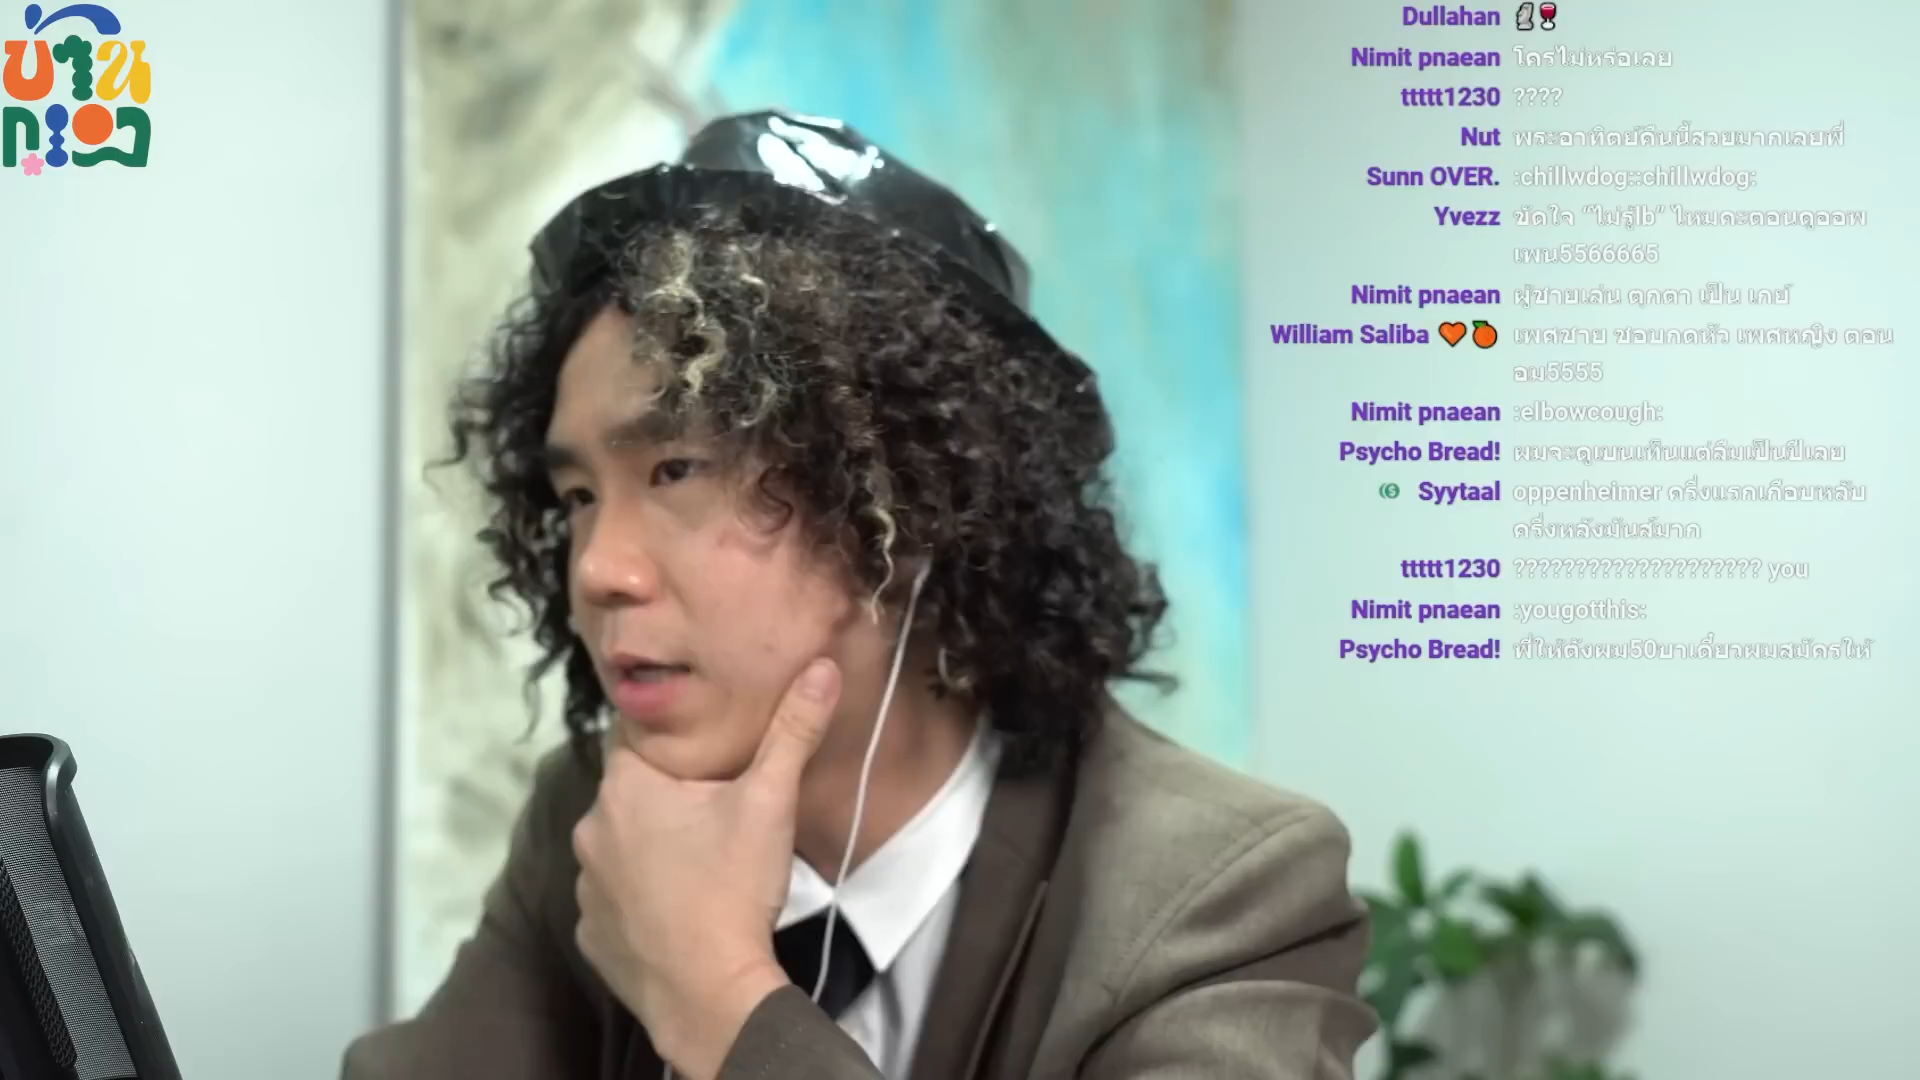 บ้าน
ก็เอว
Dullahan 🗿🍷
Nimit pnaean โครไม่หร่อเลย
ttttt1230 ????
Nut พระอาทิตย์คืนนี้สวยมากเลยพี่
Sunn OVER. :chillwdog::chillwdog:
Yvezz ขัดใจ “ไม่รู้lb” ไหมคะตอนดูออพ
เพน5566665
Nimit pnaean ผู้ชายเล่น ตุกตา เป็น เกย์
William Saliba 🧡🍊 เพศชาย ชอบกดหัว เพศหญิง ตอน
อม5555
Nimit pnaean :elbowcough:
Psycho Bread! ผมจะดูเบนเท็นแต่ลืมเป็นปีเลย
Syytaal oppenheimer ครึ่งแรกเกือบหลับ
ครึ่งหลังมันส์มาก
ttttt1230 ???????????????????? you
Nimit pnaean :yougotthis:
Psycho Bread! พี่ให้ตังผม50บาเดี๋ยวผมสมัครให้